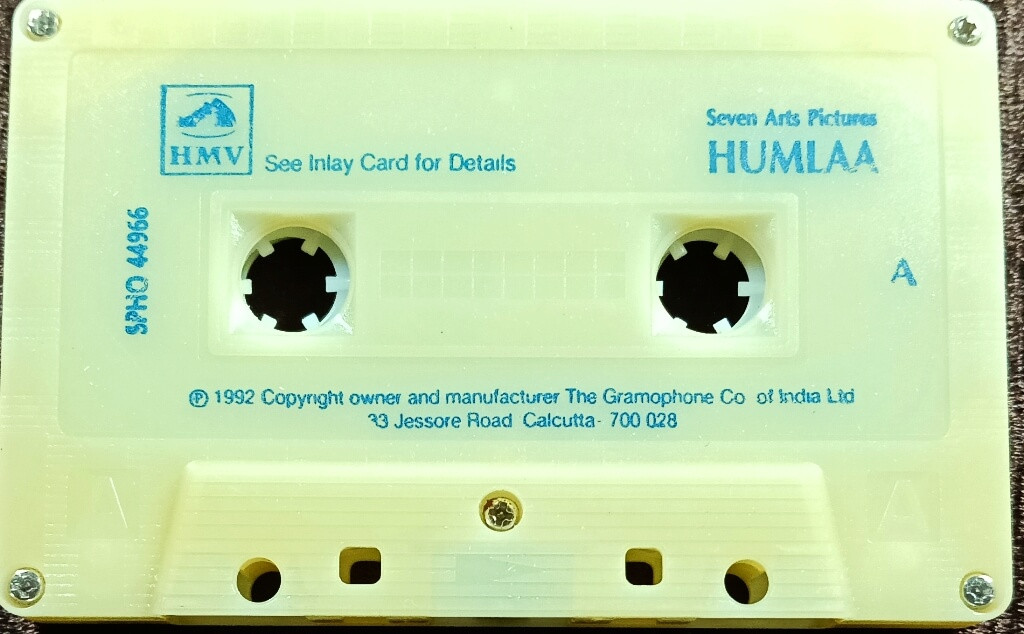 HMV
See Inlay Card for Details
Seven Arts Pictures
HUMLAA
SPHO 44966
A
℗ 1992 Copyright owner and manufacturer The Gramophone Co of India Ltd
33 Jessore Road Calcutta- 700 028
A
A